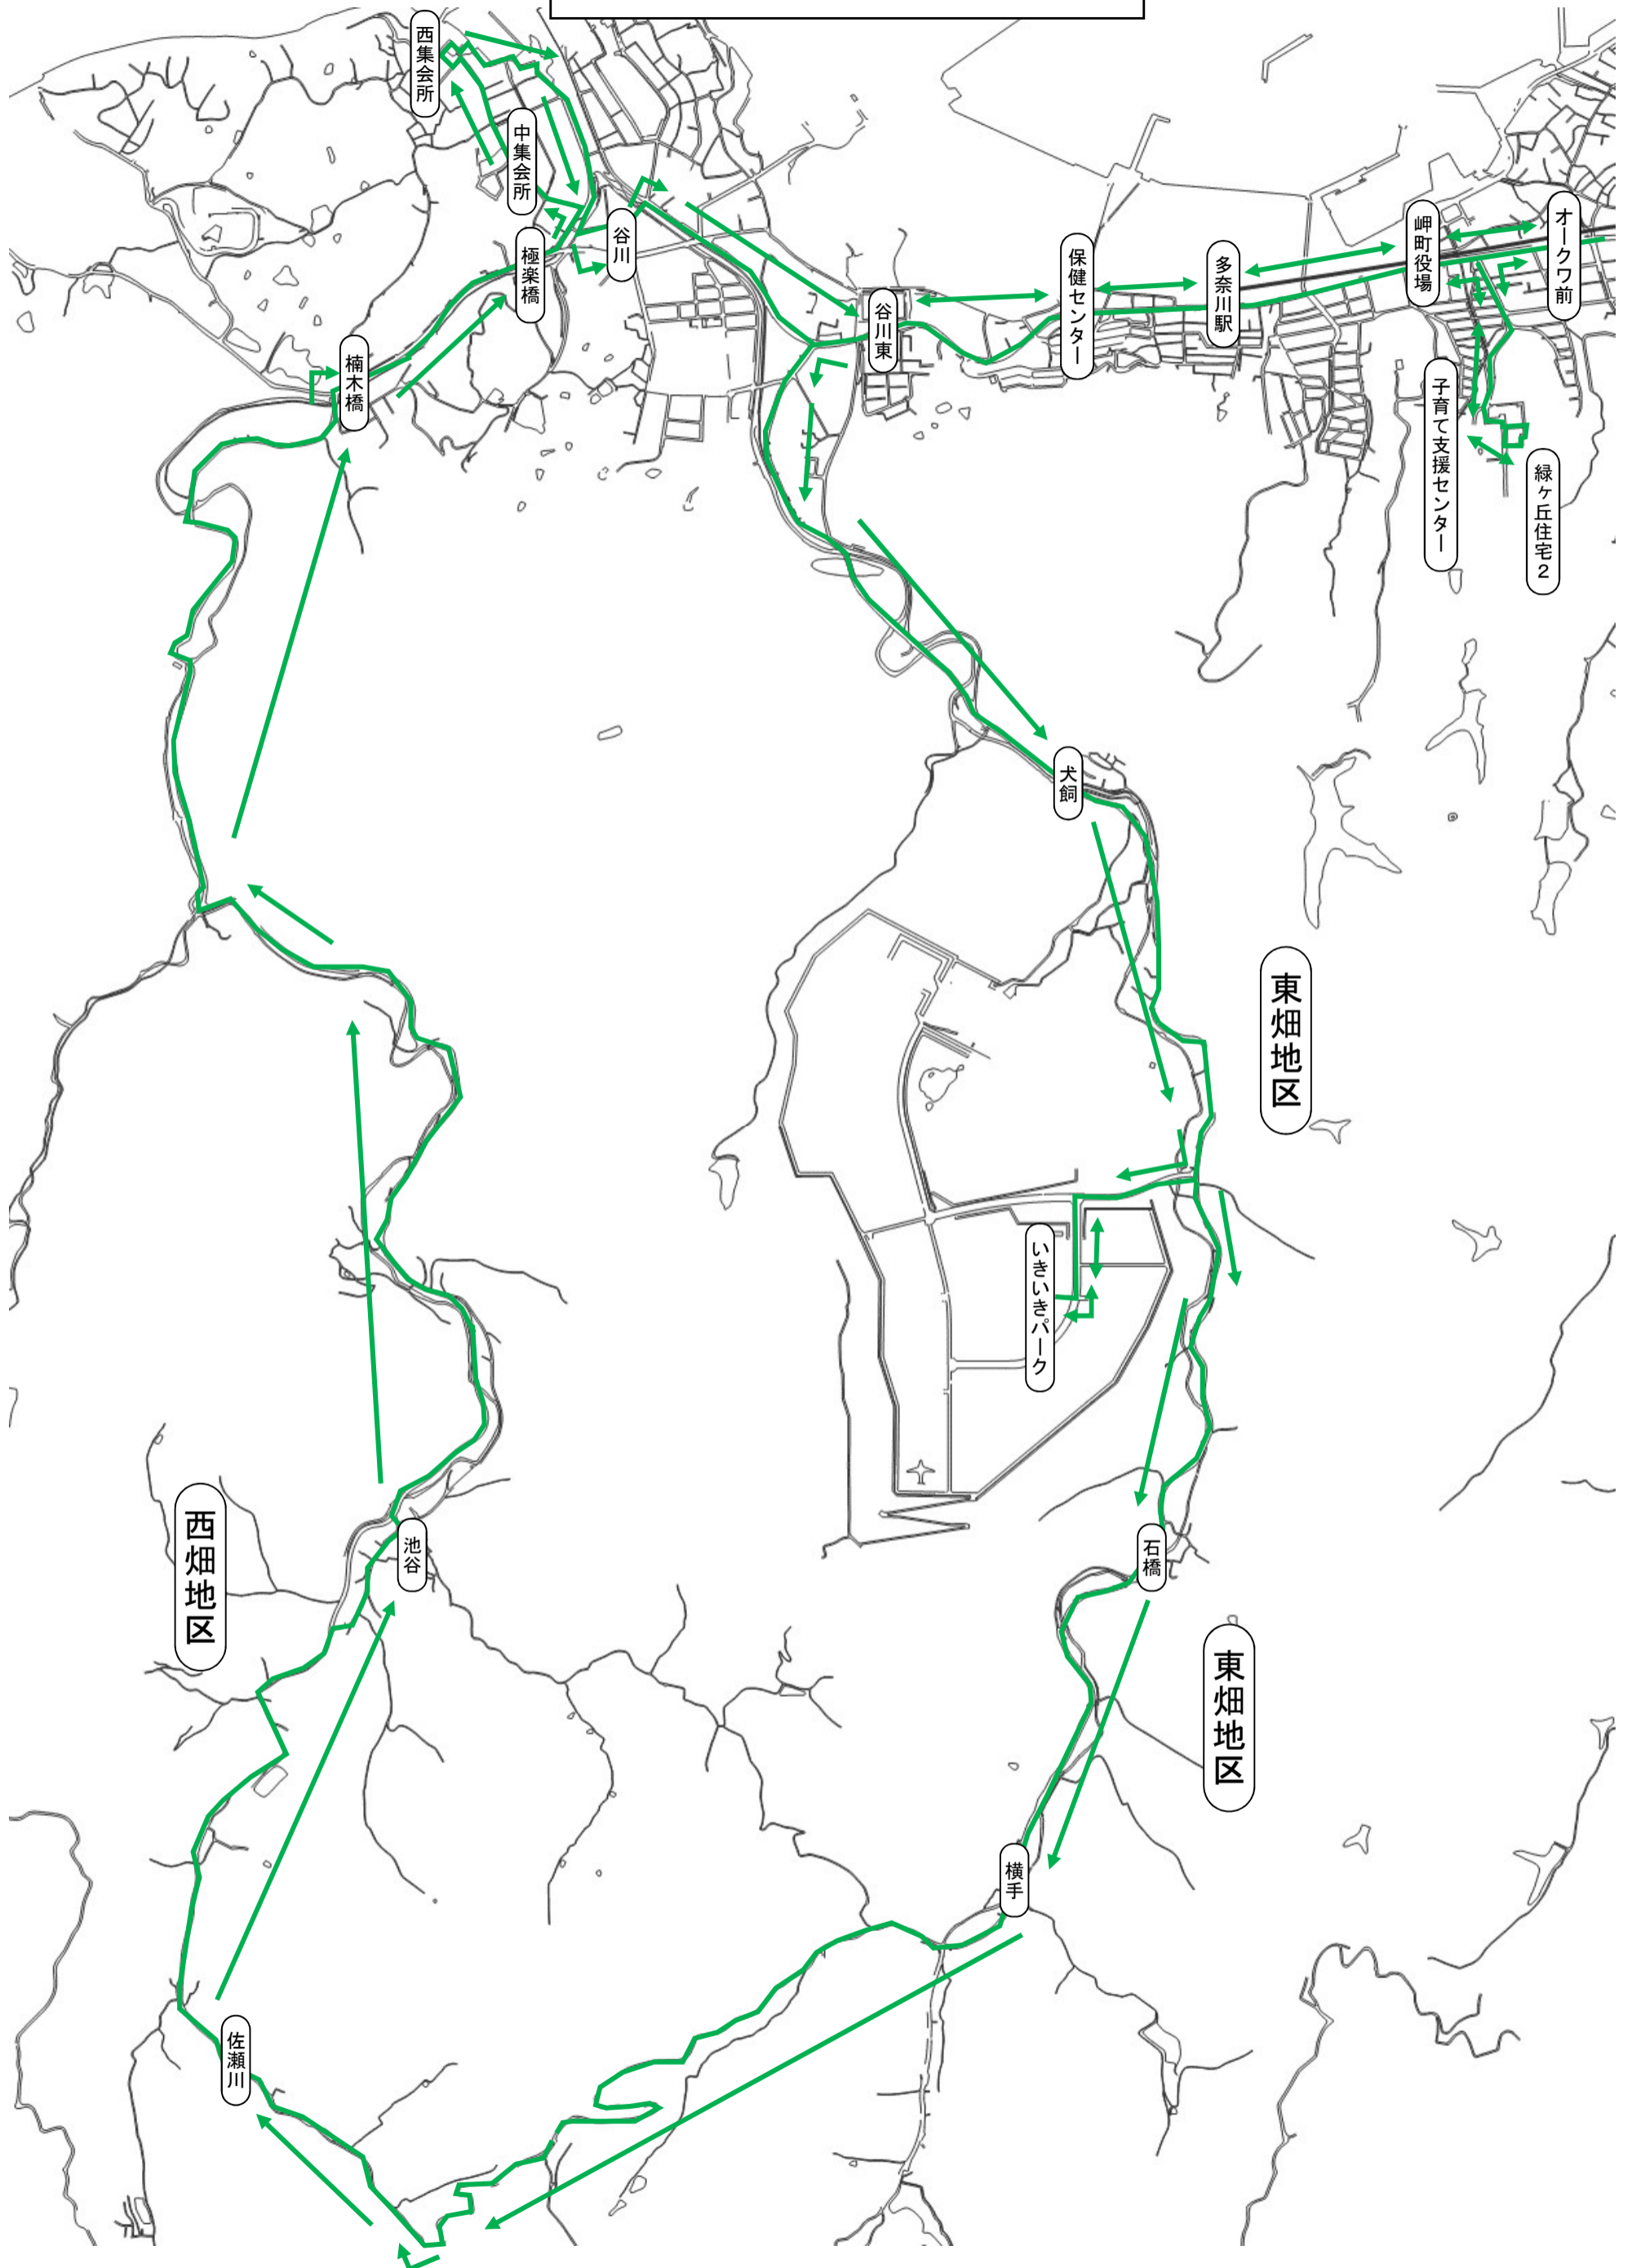 西集会所
中集会所
極楽橋
谷川
楠木橋
谷川東
保健センター
多奈川駅
岬町役場
オークワ前
子育て支援センター
緑ヶ丘住宅2
犬飼
東畑地区
いきいきパーク
石橋
東畑地区
横手
西畑地区
池谷
佐瀬川